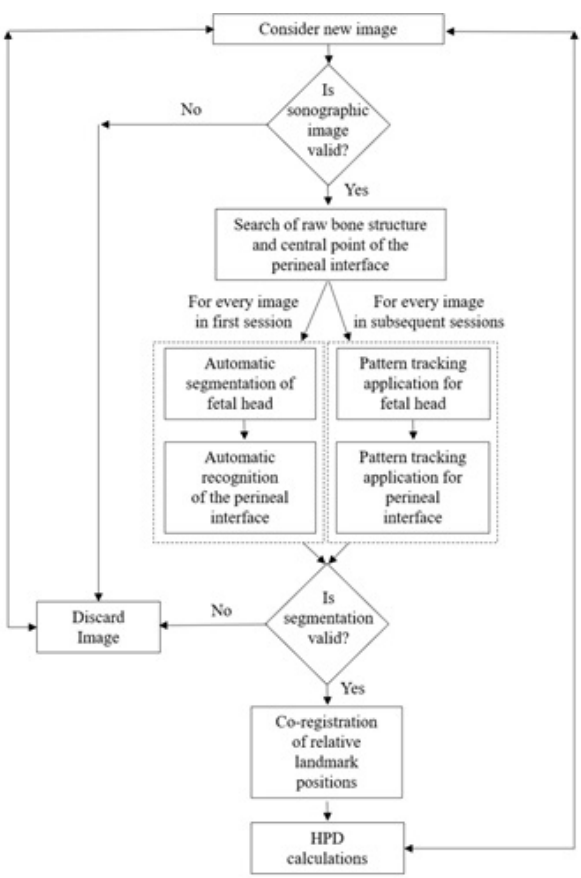 Consider new image
Is
sonographic
image
valid?
No
Yes
Search of raw bone structure
and central point of the
perineal interface
For every image
in first session
For every image
in subsequent sessions
Automatic
segmentation of
fetal head
Pattern tracking
application for
fetal head
Automatic
recognition
of the perineal
interface
Pattern tracking
application for
perineal
interface
Is
segmentation
valid?
No
Discard
Image
Yes
Co-registration
of relative
landmark
positions
HPD
calculations